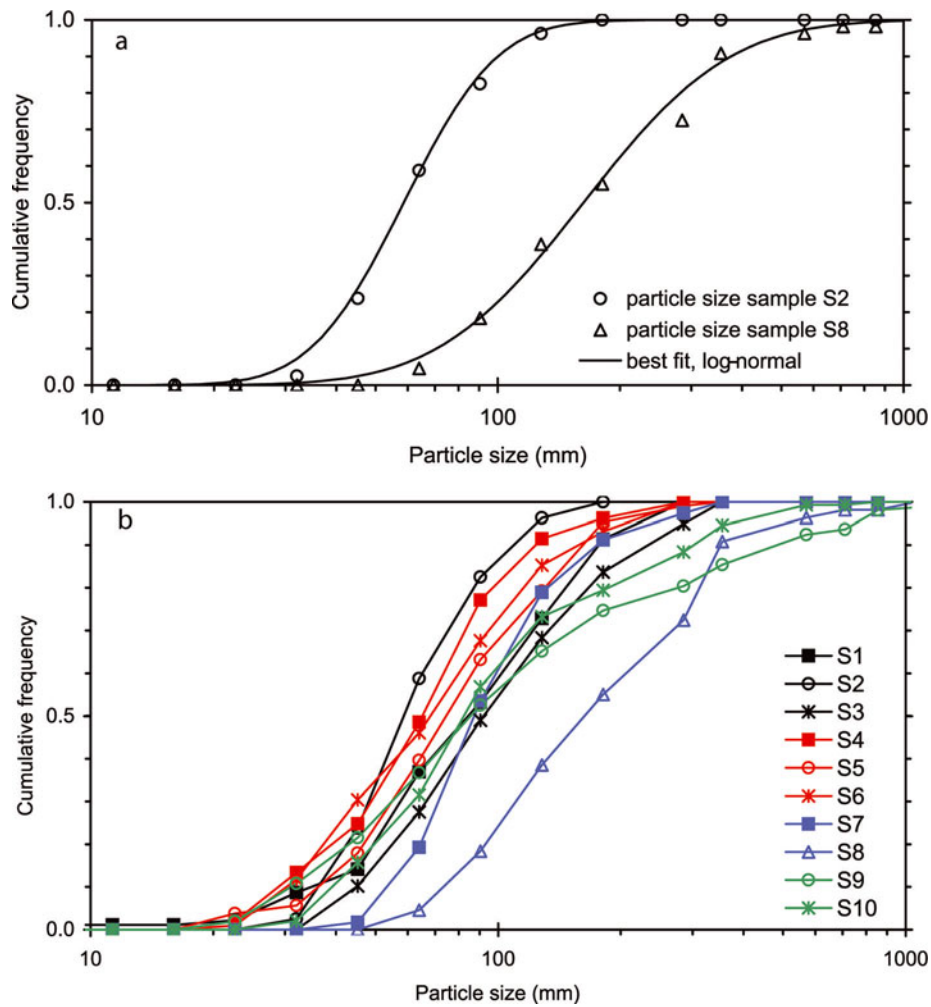 a
1.0
0.5
0.0
Cumulative frequency
particle size sample S2
particle size sample S8
best fit, log-normal
10
100
1000
Particle size (mm)
b
1.0
0.5
0.0
Cumulative frequency
S1
S2
S3
S4
S5
S6
S7
S8
S9
S10
10
100
1000
Particle size (mm)